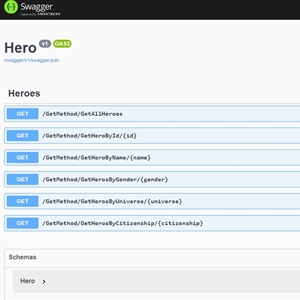 Swagger
Supported by SMARTBEAR
Hero v1 OAS3
/swagger/v1/swagger.json
Heroes
GET /GetMethod/GetAllHeroes
GET /GetMethod/GetHeroById/{id}
GET /GetMethod/GetHeroByName/{name}
GET /GetMethod/GetHerosByGender/{gender}
GET /GetMethod/GetHerosByUniverse/{universe}
GET /GetMethod/GetHerosByCitizenship/{citizenship}
Schemas
Hero